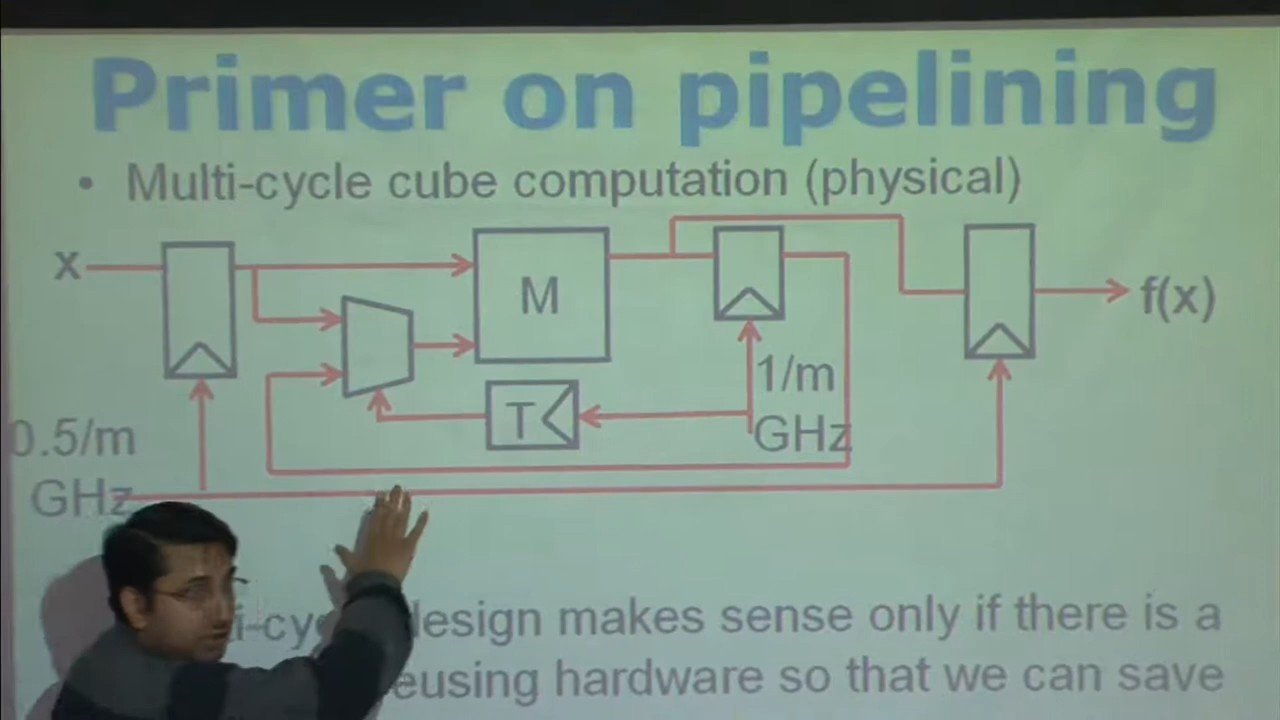 Primer on pipelining
• Multi-cycle cube computation (physical)
x
M
f(x)
T
1/m
GHz
0.5/m
GHz
design makes sense only if there is a
hardware so that we can save